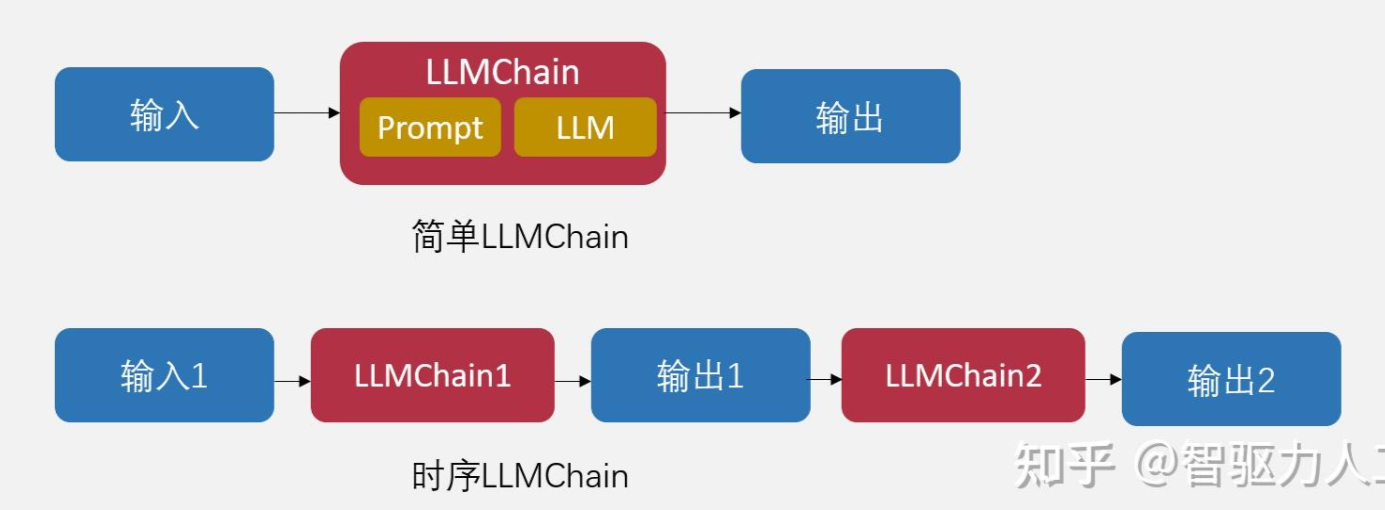 输入
LLMChain
Prompt
LLM
输出
简单LLMChain
输入1
LLMChain1
输出1
LLMChain2
输出2
时序LLMChain
知乎 @智驱力人工